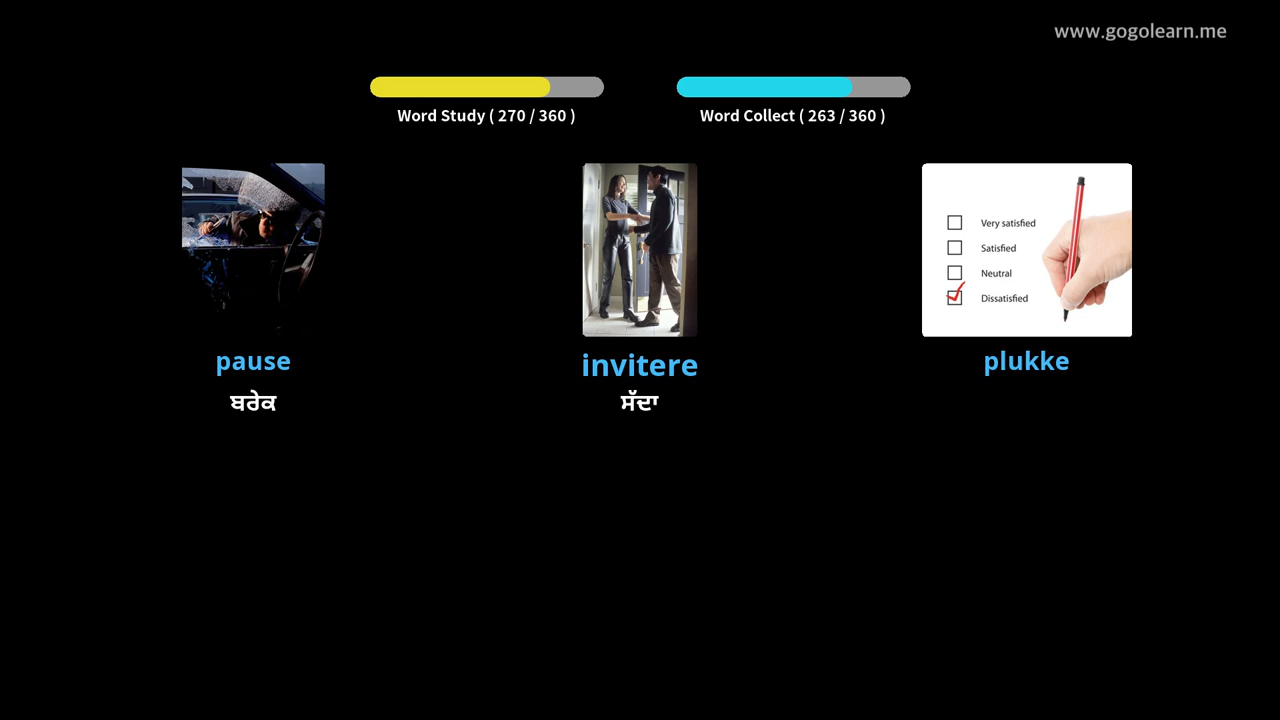 www.gogolearn.me
Word Study ( 270 / 360 )
Word Collect ( 263 / 360 )
Very satisfied
Satisfied
Neutral
Dissatisfied
pause
invitere
plukke
ਬਰੇਕ
ਸੱਦਾ